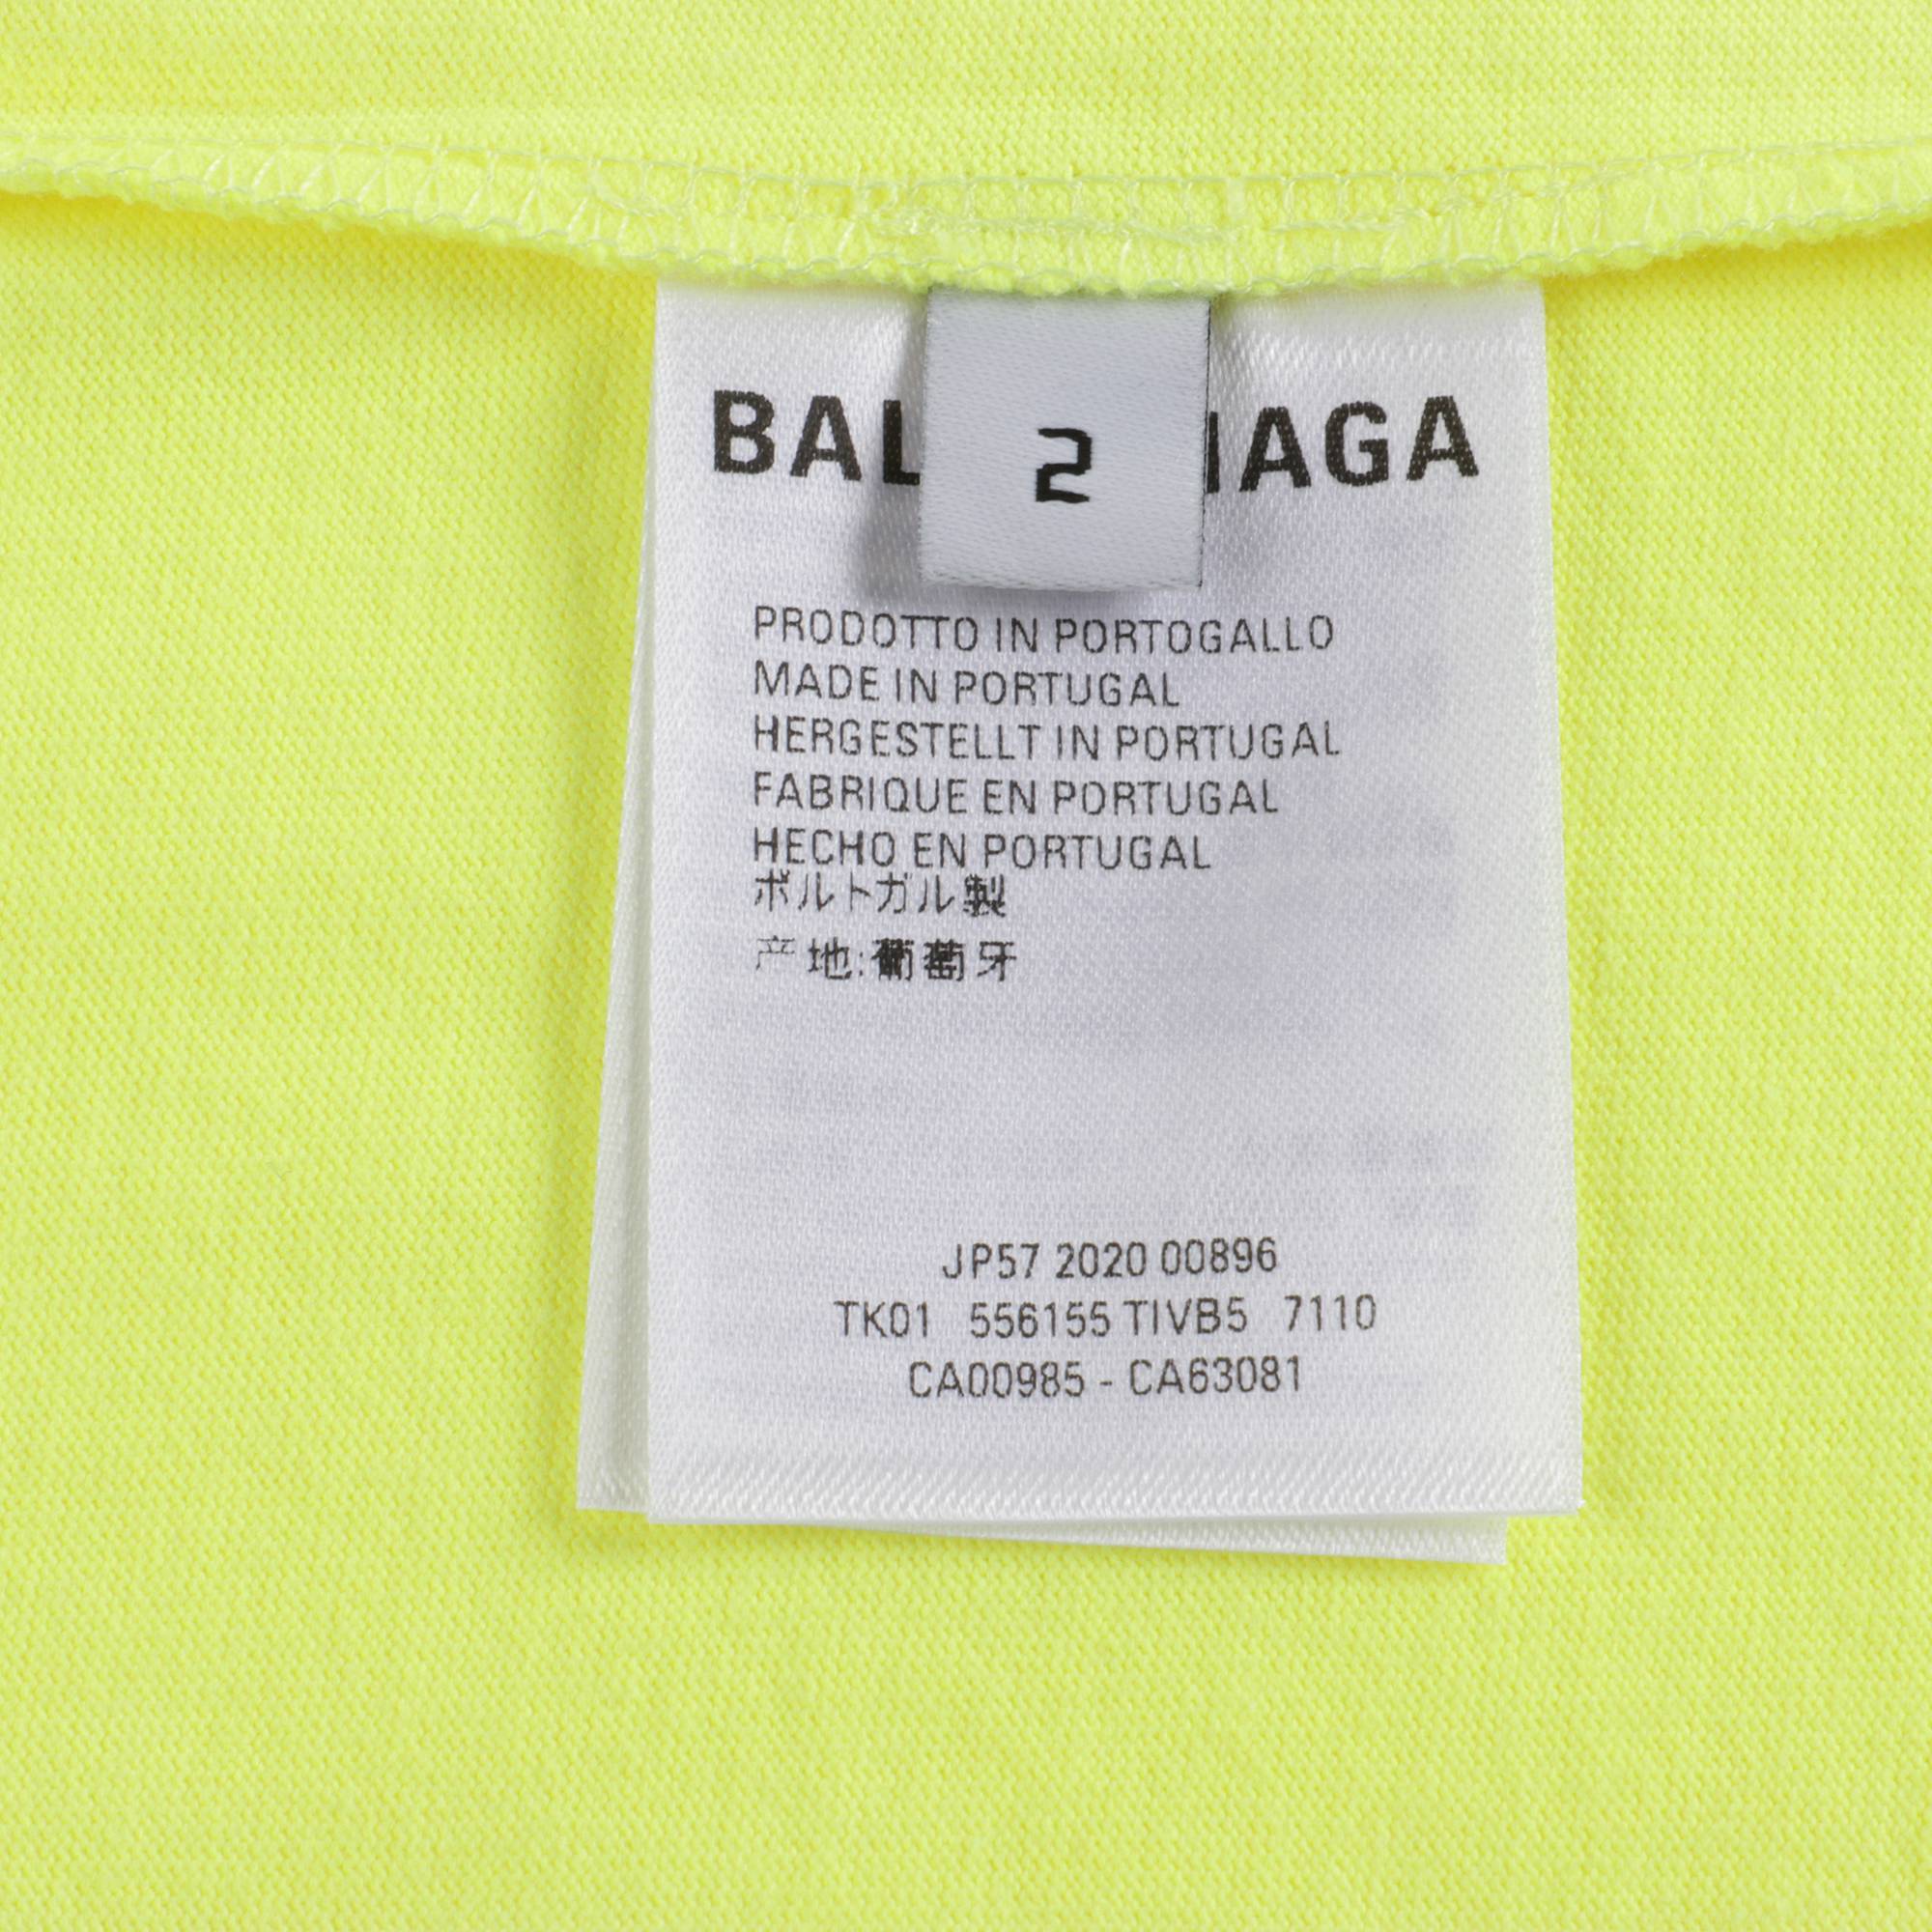 BAL 2 IAGA
PRODOTTO IN PORTOGALLO
MADE IN PORTUGAL
HERGESTELLT IN PORTUGAL
FABRIQUE EN PORTUGAL
HECHO EN PORTUGAL
ポルトガル製
产地:葡萄牙
JP57 2020 00896
TK01 556155 TIVB5 7110
CA00985 - CA63081